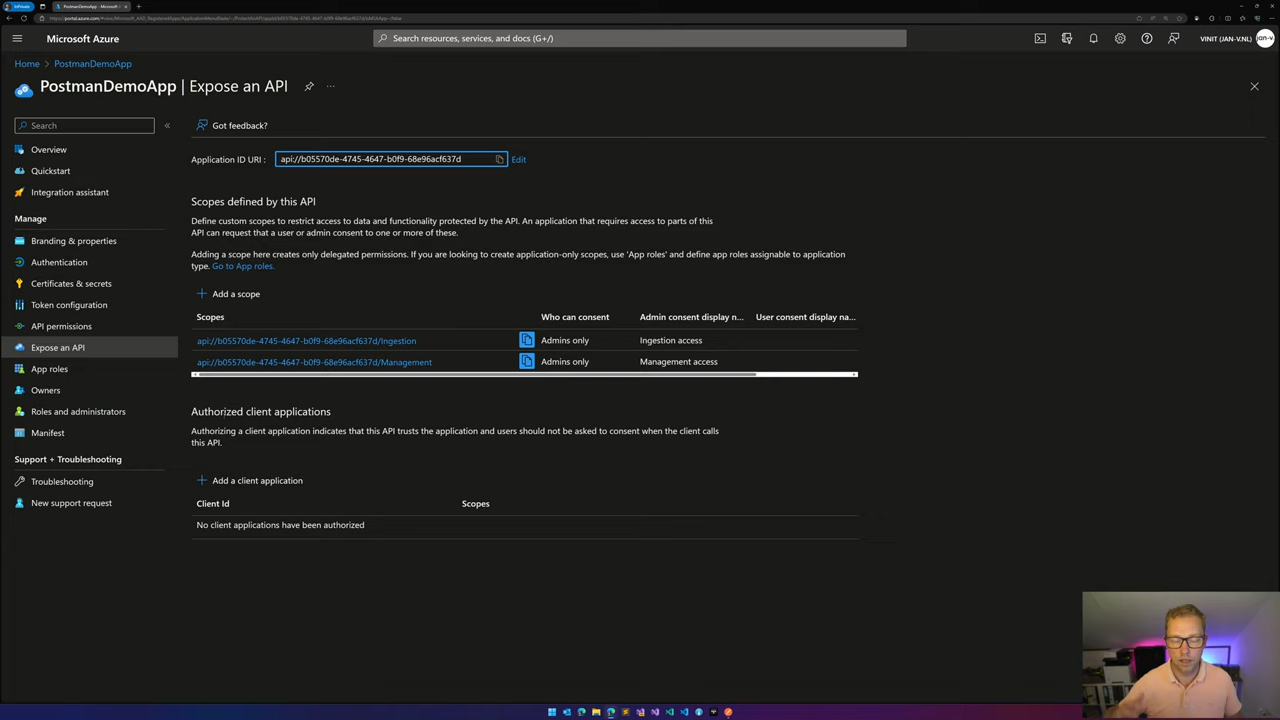 InPrivate
PostmanDemoApp - Microsoft A
Microsoft Azure
Search resources, services, and docs (G+/)
VINIT (JAN-V.NL)
jan-v
Home > PostmanDemoApp
PostmanDemoApp | Expose an API
Search
Got feedback?
Overview
Quickstart
Integration assistant
Manage
Branding & properties
Authentication
Certificates & secrets
Token configuration
API permissions
Expose an API
App roles
Owners
Roles and administrators
Manifest
Support + Troubleshooting
Troubleshooting
New support request
Application ID URI : api://b05570de-4745-4647-b0f9-68e96acf637d Edit
Scopes defined by this API
Define custom scopes to restrict access to data and functionality protected by the API. An application that requires access to parts of this
API can request that a user or admin consent to one or more of these.
Adding a scope here creates only delegated permissions. If you are looking to create application-only scopes, use 'App roles' and define app roles assignable to application
type. Go to App roles.
Add a scope
Scopes Who can consent Admin consent display n... User consent display na...
api://b05570de-4745-4647-b0f9-68e96acf637d/Ingestion Admins only Ingestion access
api://b05570de-4745-4647-b0f9-68e96acf637d/Management Admins only Management access
Authorized client applications
Authorizing a client application indicates that this API trusts the application and users should not be asked to consent when the client calls
this API.
Add a client application
Client Id Scopes
No client applications have been authorized